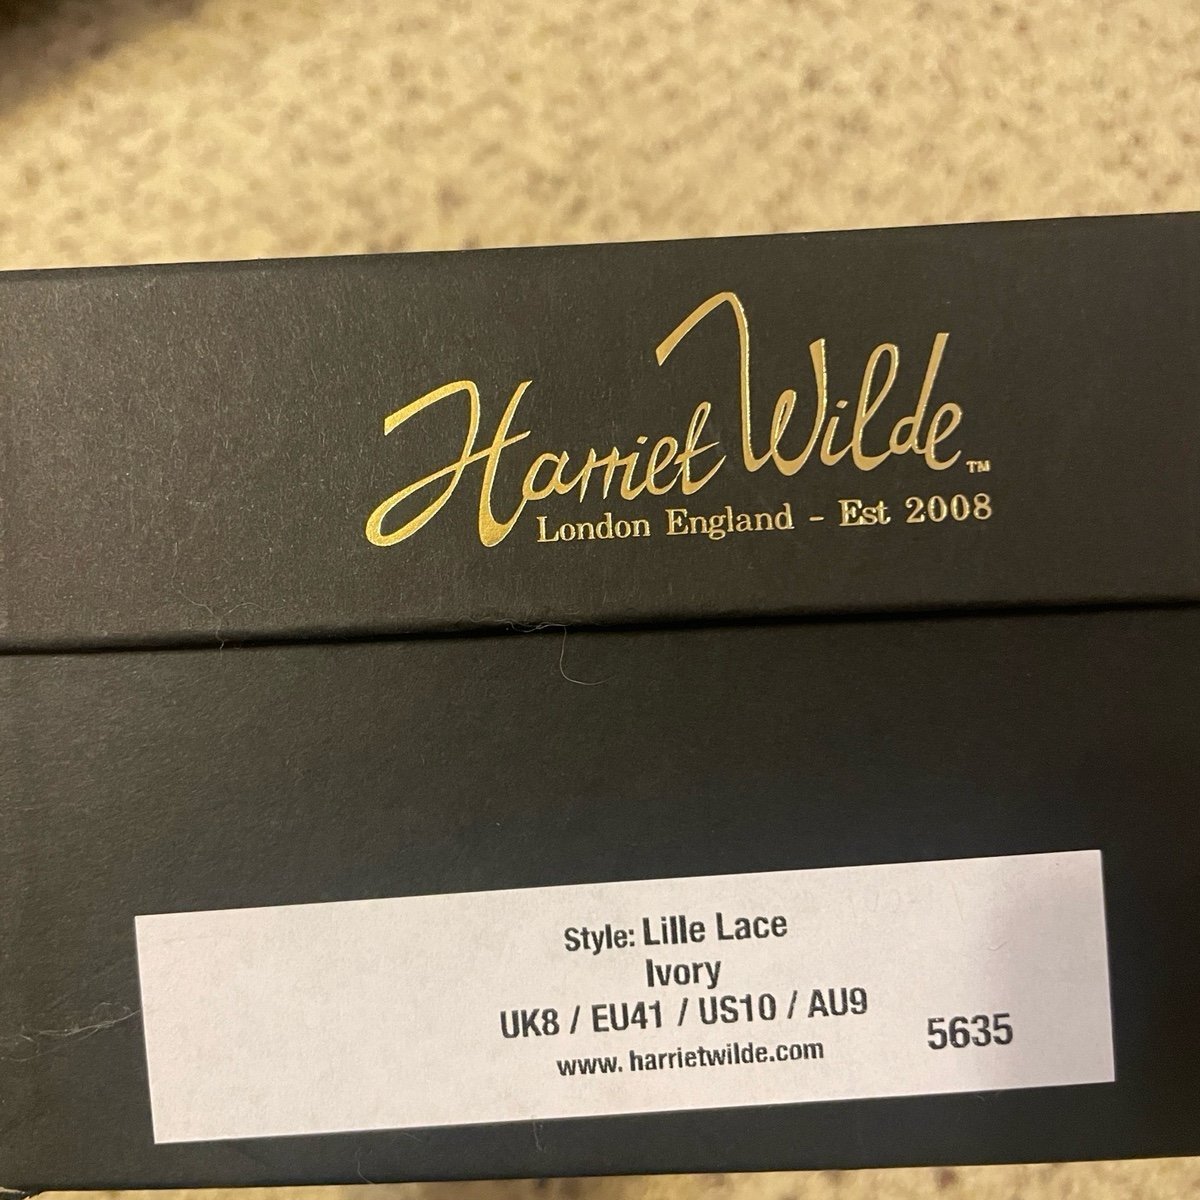 Harriet Wilde™
London England - Est 2008
Style: Lille Lace
Ivory
UK8 / EU41 / US10 / AU9
www. harrietwilde.com
5635